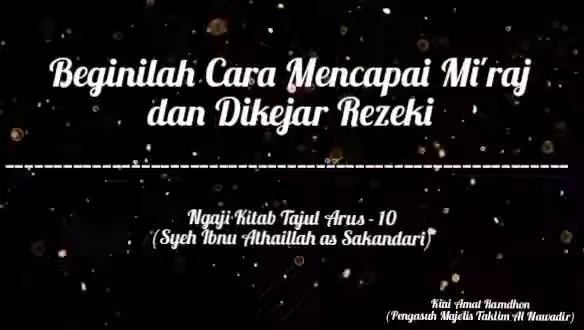 Beginilah Cara Mencapai Mi'raj
dan Dikejar Rezeki
Ngaji Kitab Tajul Arus - 10
(Syeh Ibnu Athaillah as Sakandari)
Kiai Amat Ramdhon
(Pengasuh Majelis Taklim Al Nawadir)